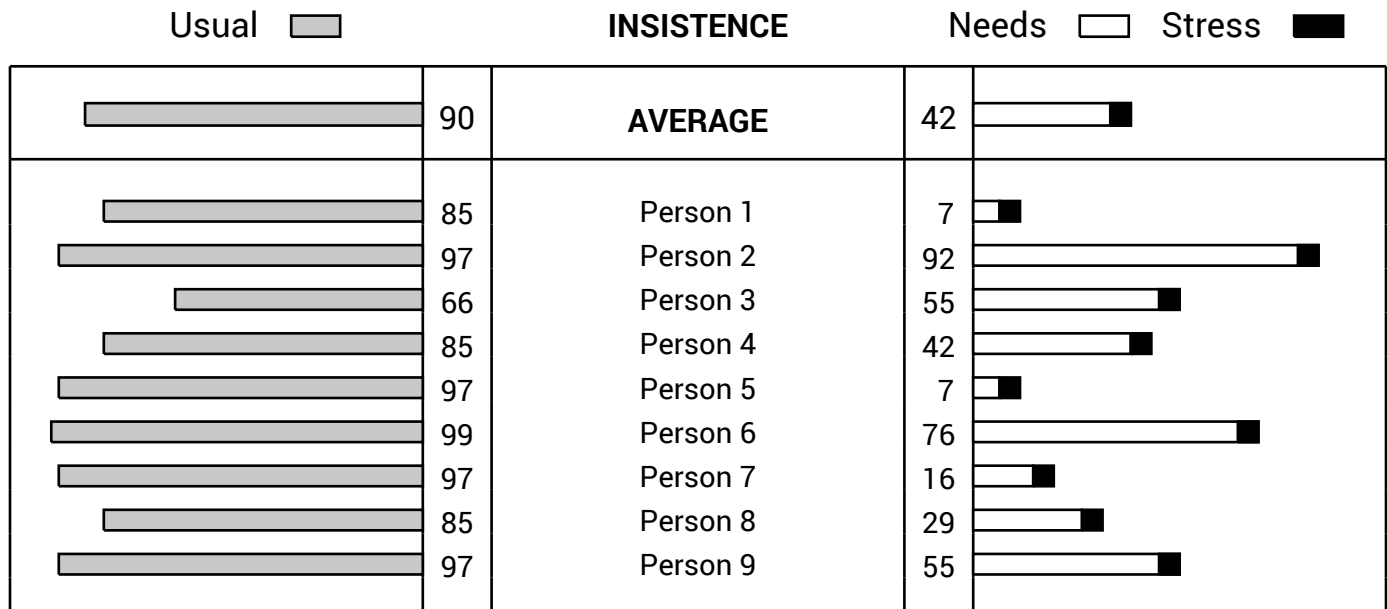 Usual INSISTENCE Needs Stress
90 AVERAGE 42
85 Person 1 7
97 Person 2 92
66 Person 3 55
85 Person 4 42
97 Person 5 7
99 Person 6 76
97 Person 7 16
85 Person 8 29
97 Person 9 55